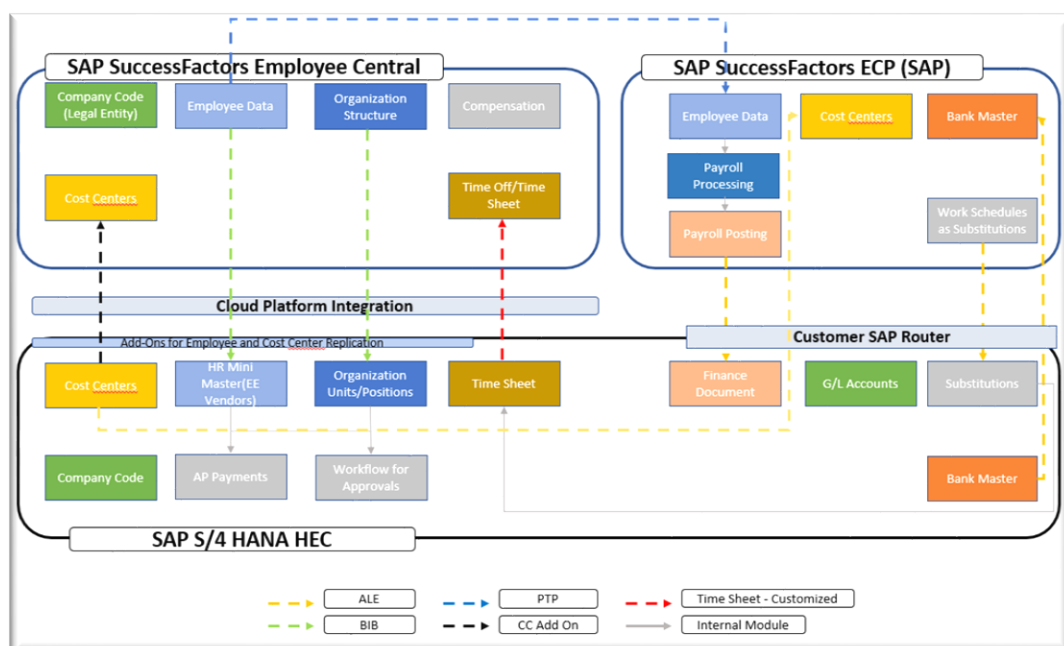 SAP SuccessFactors Employee Central
SAP SuccessFactors ECP (SAP)
Company Code
(Legal Entity)
Employee Data
Organization
Structure
Compensation
Employee Data
Cost Centers
Bank Master
Payroll
Processing
Cost Centers
Time Off/Time
Sheet
Payroll Posting
Work Schedules
as Substitutions
Cloud Platform Integration
Customer SAP Router
Add-Ons for Employee and Cost Center Replication
Cost Centers
HR Mini
Master(EE
Vendors)
Organization
Units/Positions
Time Sheet
Finance
Document
G/L Accounts
Substitutions
Company Code
AP Payments
Workflow for
Approvals
Bank Master
SAP S/4 HANA HEC
ALE
PTP
Time Sheet - Customized
BIB
CC Add On
Internal Module